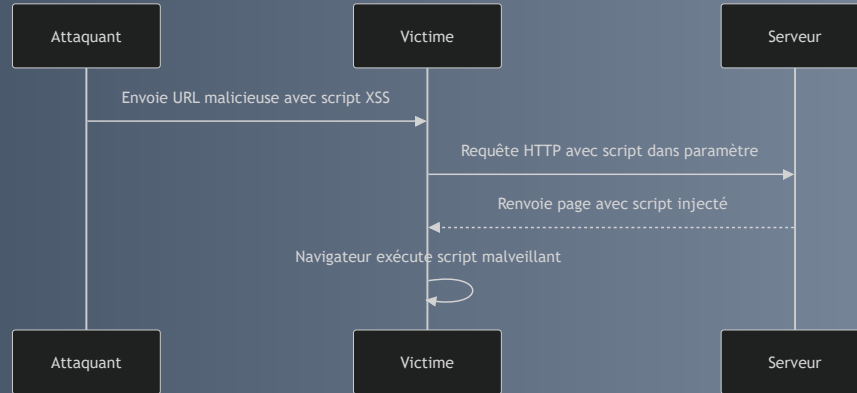 Attaquant
Victime
Serveur
Envoie URL malicieuse avec script XSS
Requête HTTP avec script dans paramètre
Renvoie page avec script injecté
Navigateur exécute script malveillant
Attaquant
Victime
Serveur